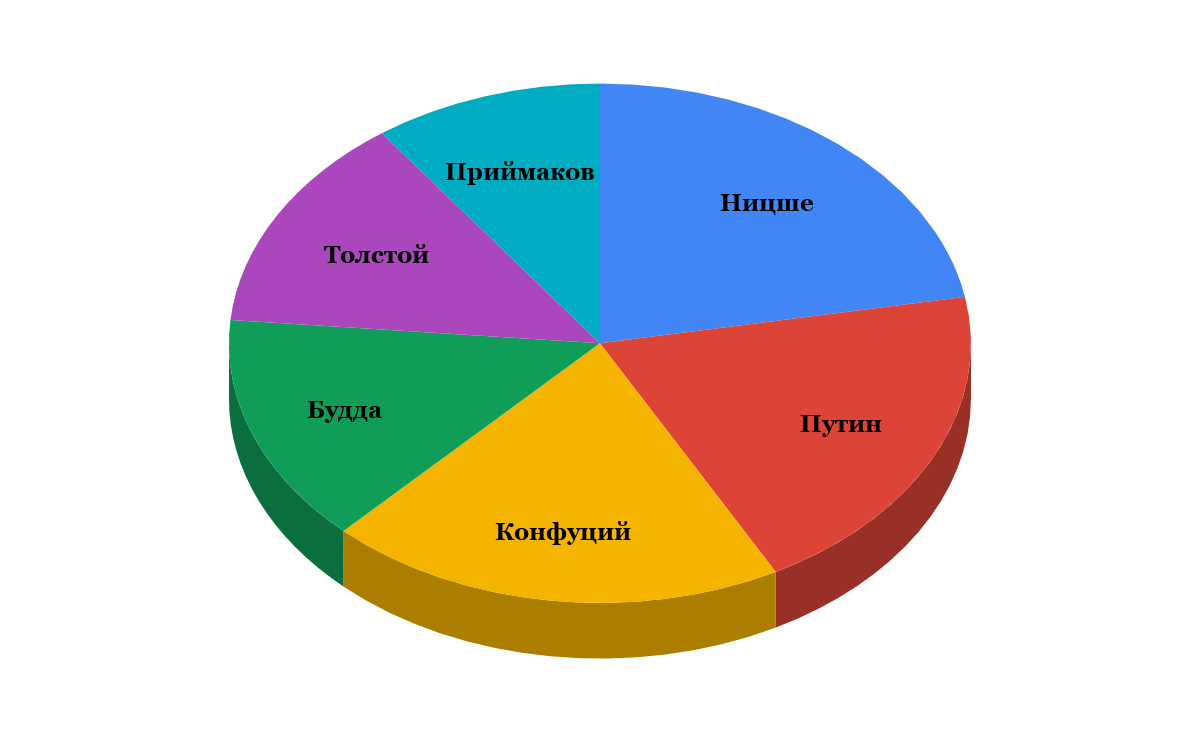 Приймаков
Ницше
Толстой
Будда
Путин
Конфуций